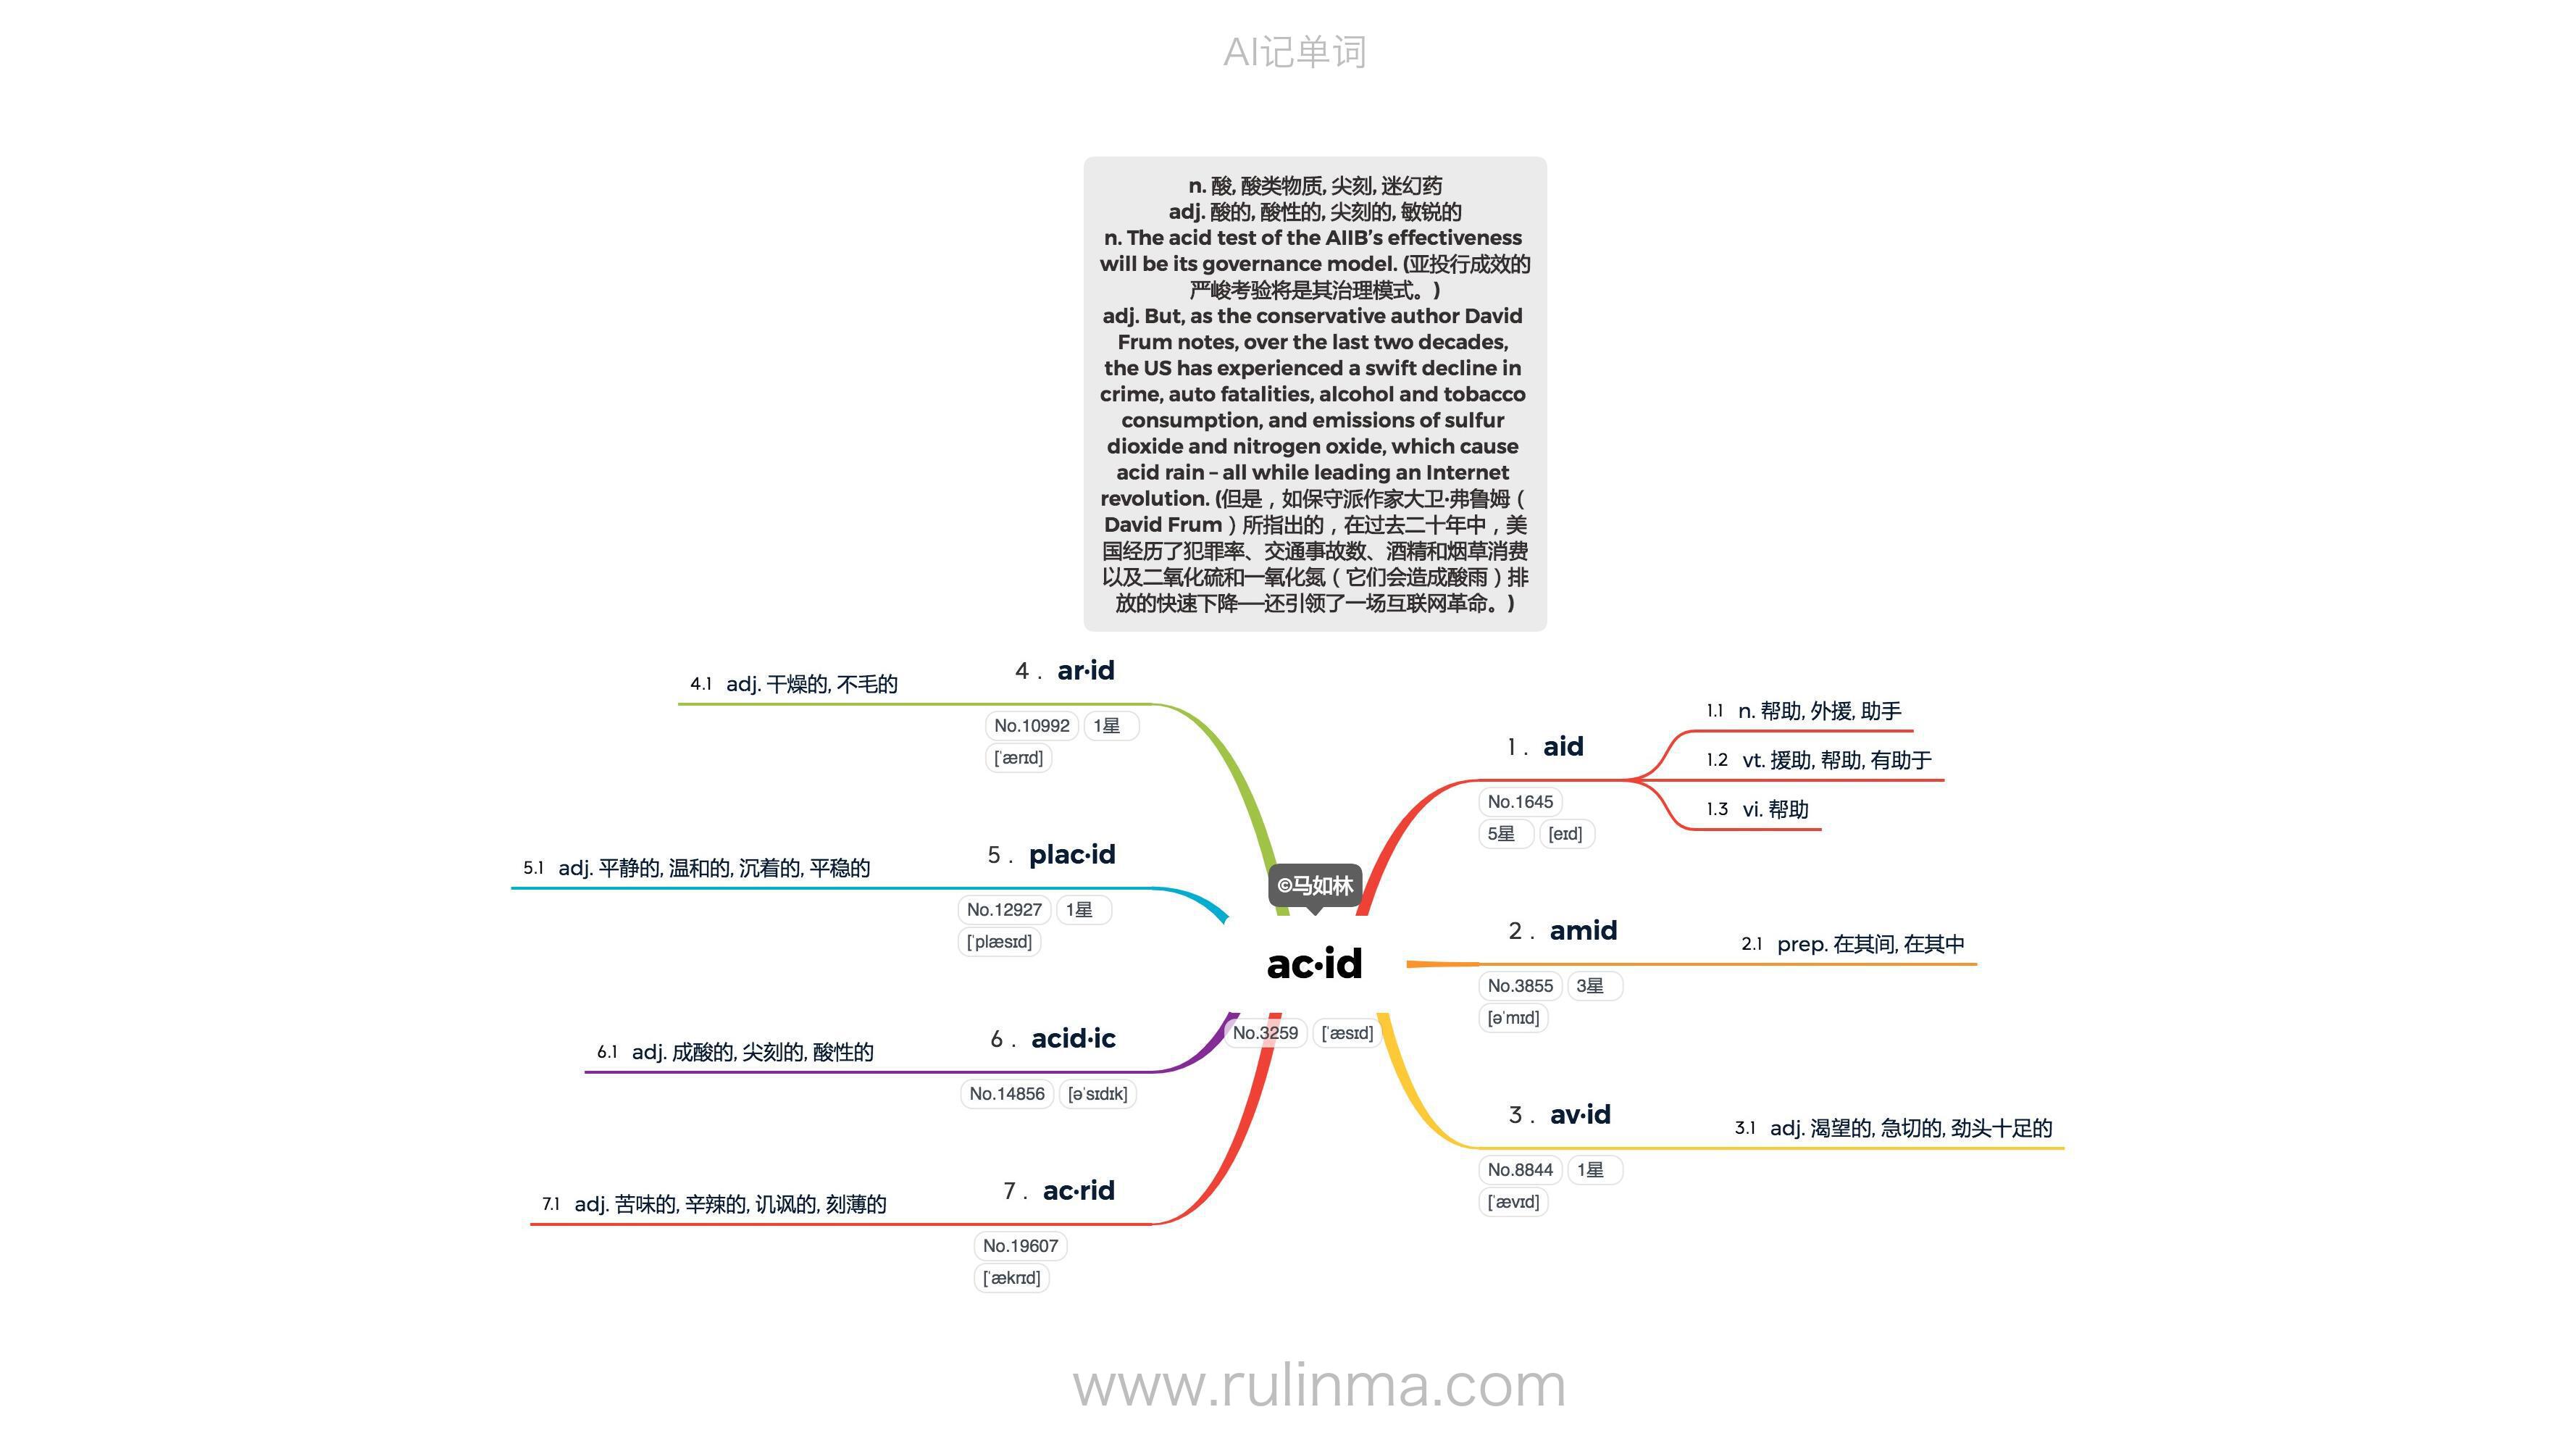 AI记单词
n. 酸, 酸类物质, 尖刻, 迷幻药
adj. 酸的, 酸性的, 尖刻的, 敏锐的
n. The acid test of the AIIB’s effectiveness
will be its governance model. (亚投行成效的
严峻考验将是其治理模式。)
adj. But, as the conservative author David
Frum notes, over the last two decades,
the US has experienced a swift decline in
crime, auto fatalities, alcohol and tobacco
consumption, and emissions of sulfur
dioxide and nitrogen oxide, which cause
acid rain – all while leading an Internet
revolution. (但是，如保守派作家大卫·弗鲁姆（
David Frum）所指出的，在过去二十年中，美
国经历了犯罪率、交通事故数、酒精和烟草消费
以及二氧化硫和一氧化氮（它们会造成酸雨）排
放的快速下降——还引领了一场互联网革命。)
©马如林
ac·id
No.3259 [ˈæsɪd]
1. aid
No.1645
5星 [eɪd]
1.1 n. 帮助, 外援, 助手
1.2 vt. 援助, 帮助, 有助于
1.3 vi. 帮助
2. amid
No.3855 3星
[əˈmɪd]
2.1 prep. 在其间, 在其中
3. av·id
No.8844 1星
[ˈævɪd]
3.1 adj. 渴望的, 急切的, 劲头十足的
4. ar·id
No.10992 1星
[ˈærɪd]
4.1 adj. 干燥的, 不毛的
5. plac·id
No.12927 1星
[ˈplæsɪd]
5.1 adj. 平静的, 温和的, 沉着的, 平稳的
6. acid·ic
No.14856 [əˈsɪdɪk]
6.1 adj. 成酸的, 尖刻的, 酸性的
7. ac·rid
No.19607
[ˈækrɪd]
7.1 adj. 苦味的, 辛辣的, 讥讽的, 刻薄的
www.rulinma.com